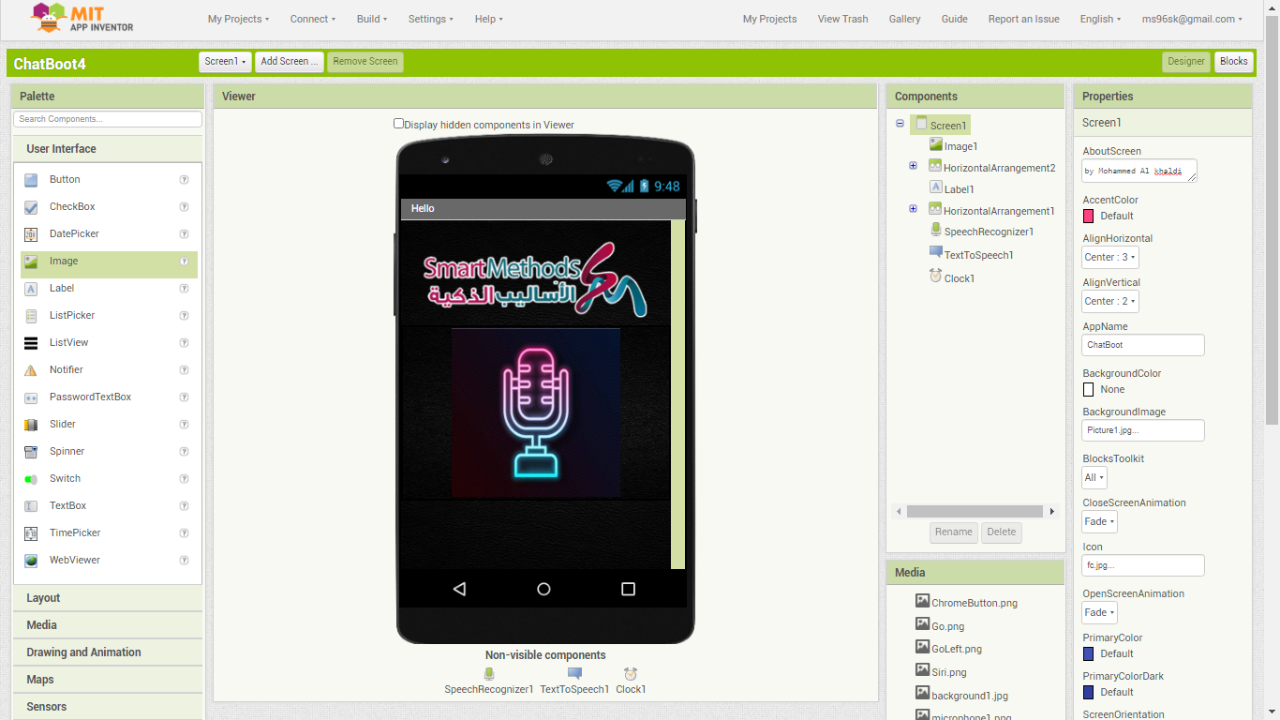 MIT
APP INVENTOR
My Projects
Connect
Build
Settings
Help
My Projects
View Trash
Gallery
Guide
Report an Issue
English
ms96sk@gmail.com
ChatBoot4
Screen1
Add Screen ...
Remove Screen
Designer
Blocks
Palette
Search Components...
User Interface
Button
CheckBox
DatePicker
Image
Label
ListPicker
ListView
Notifier
PasswordTextBox
Slider
Spinner
Switch
TextBox
TimePicker
WebViewer
Layout
Media
Drawing and Animation
Maps
Sensors
Viewer
Display hidden components in Viewer
9:48
Hello
SmartMethods
الأساليب الذكية
Non-visible components
SpeechRecognizer1
TextToSpeech1
Clock1
Components
Screen1
Image1
HorizontalArrangement2
Label1
HorizontalArrangement1
SpeechRecognizer1
TextToSpeech1
Clock1
Rename
Delete
Media
ChromeButton.png
Go.png
GoLeft.png
Siri.png
background1.jpg
microphone1.png
Properties
Screen1
AboutScreen
by Mohammed Al khaldi
AccentColor
Default
AlignHorizontal
Center : 3
AlignVertical
Center : 2
AppName
ChatBoot
BackgroundColor
None
BackgroundImage
Picture1.jpg...
BlocksToolkit
All
CloseScreenAnimation
Fade
Icon
fc.jpg...
OpenScreenAnimation
Fade
PrimaryColor
Default
PrimaryColorDark
Default
ScreenOrientation